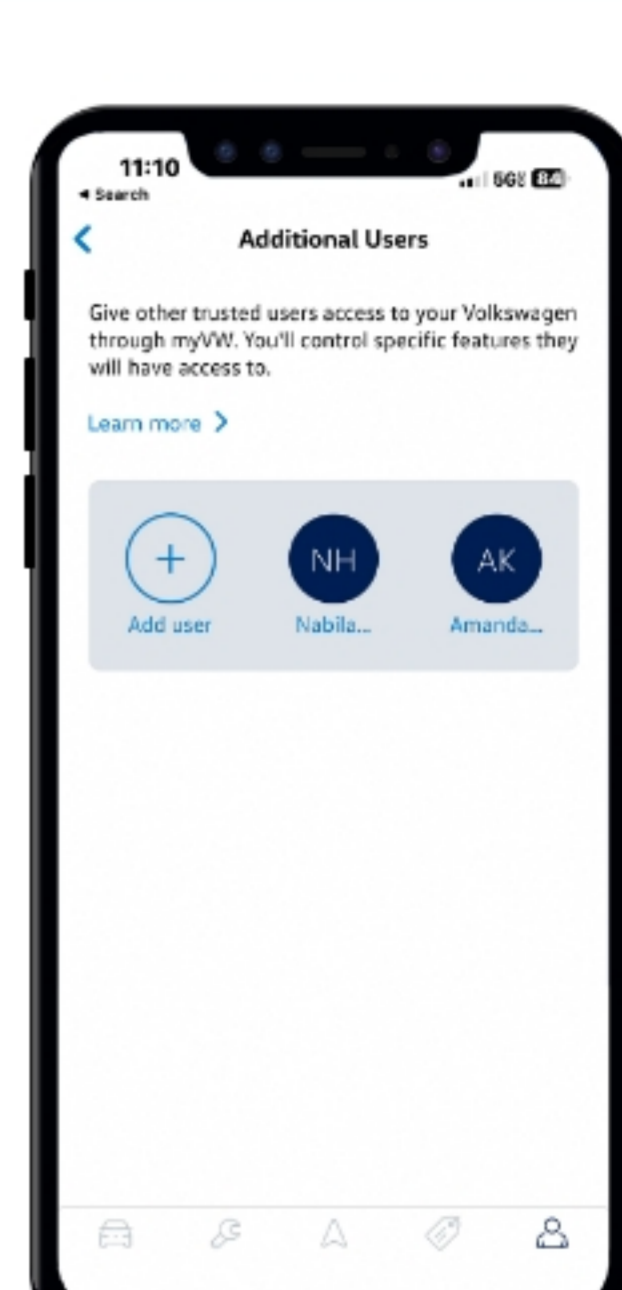 11:10
◀ Search
84
Additional Users
Give other trusted users access to your Volkswagen
through myVW. You'll control specific features they
will have access to.
Learn more >
+
NH
AK
Add user
Nabila...
Amanda...